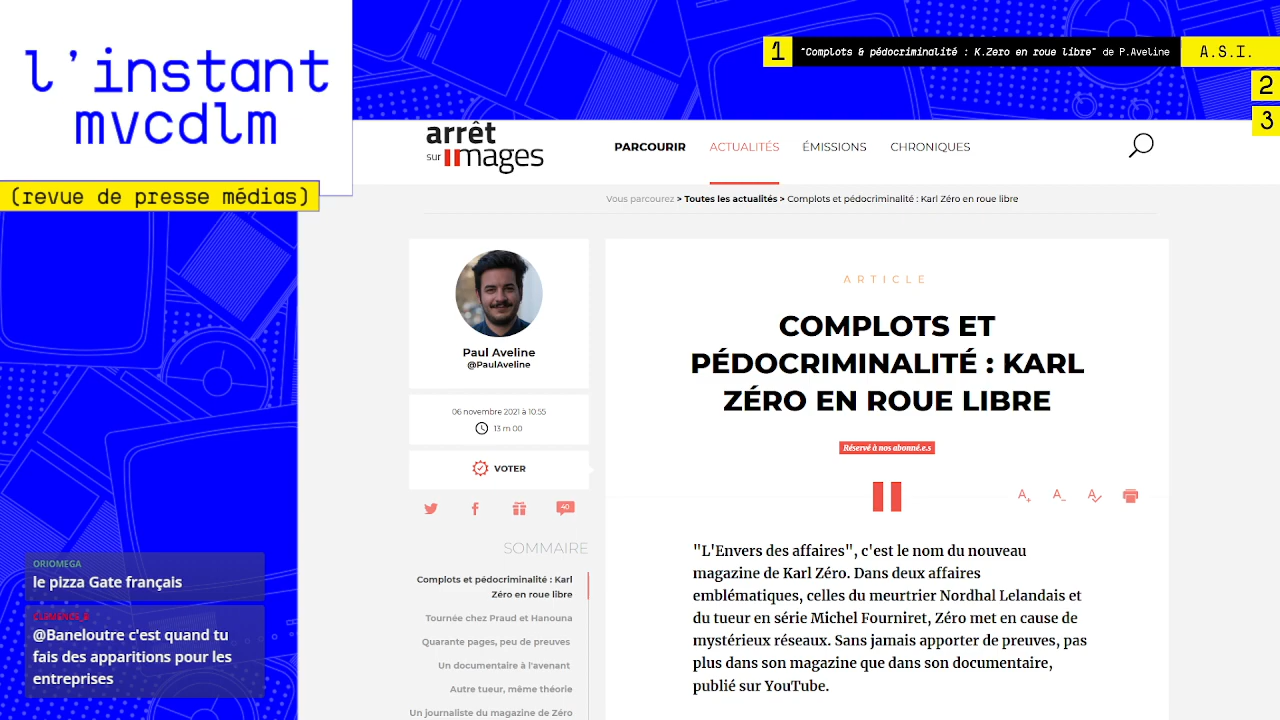 l'instant
mvcdlm
(revue de presse médias)
1 "Complots & pédocriminalité : K.Zero en roue libre" de P.Aveline A.S.I.
2
3
arrêt
sur images
PARCOURIR ACTUALITÉS ÉMISSIONS CHRONIQUES
Vous parcourez > Toutes les actualités > Complots et pédocriminalité : Karl Zéro en roue libre
Paul Aveline
@PaulAveline
06 novembre 2021 à 10.55
13 m 00
VOTER
40
SOMMAIRE
Complots et pédocriminalité : Karl
Zéro en roue libre
Tournée chez Praud et Hanouna
Quarante pages, peu de preuves
Un documentaire à l'avenant
Autre tueur, même théorie
Un journaliste du magazine de Zéro
ARTICLE
COMPLOTS ET
PÉDOCRIMINALITÉ : KARL
ZÉRO EN ROUE LIBRE
Réservé à nos abonné.e.s
A+ A-
"L'Envers des affaires", c'est le nom du nouveau
magazine de Karl Zéro. Dans deux affaires
emblématiques, celles du meurtrier Nordhal Lelandais et
du tueur en série Michel Fourniret, Zéro met en cause de
mystérieux réseaux. Sans jamais apporter de preuves, pas
plus dans son magazine que dans son documentaire,
publié sur YouTube.
ORIOMEGA
le pizza Gate français
@Baneloutre c'est quand tu
fais des apparitions pour les
entreprises